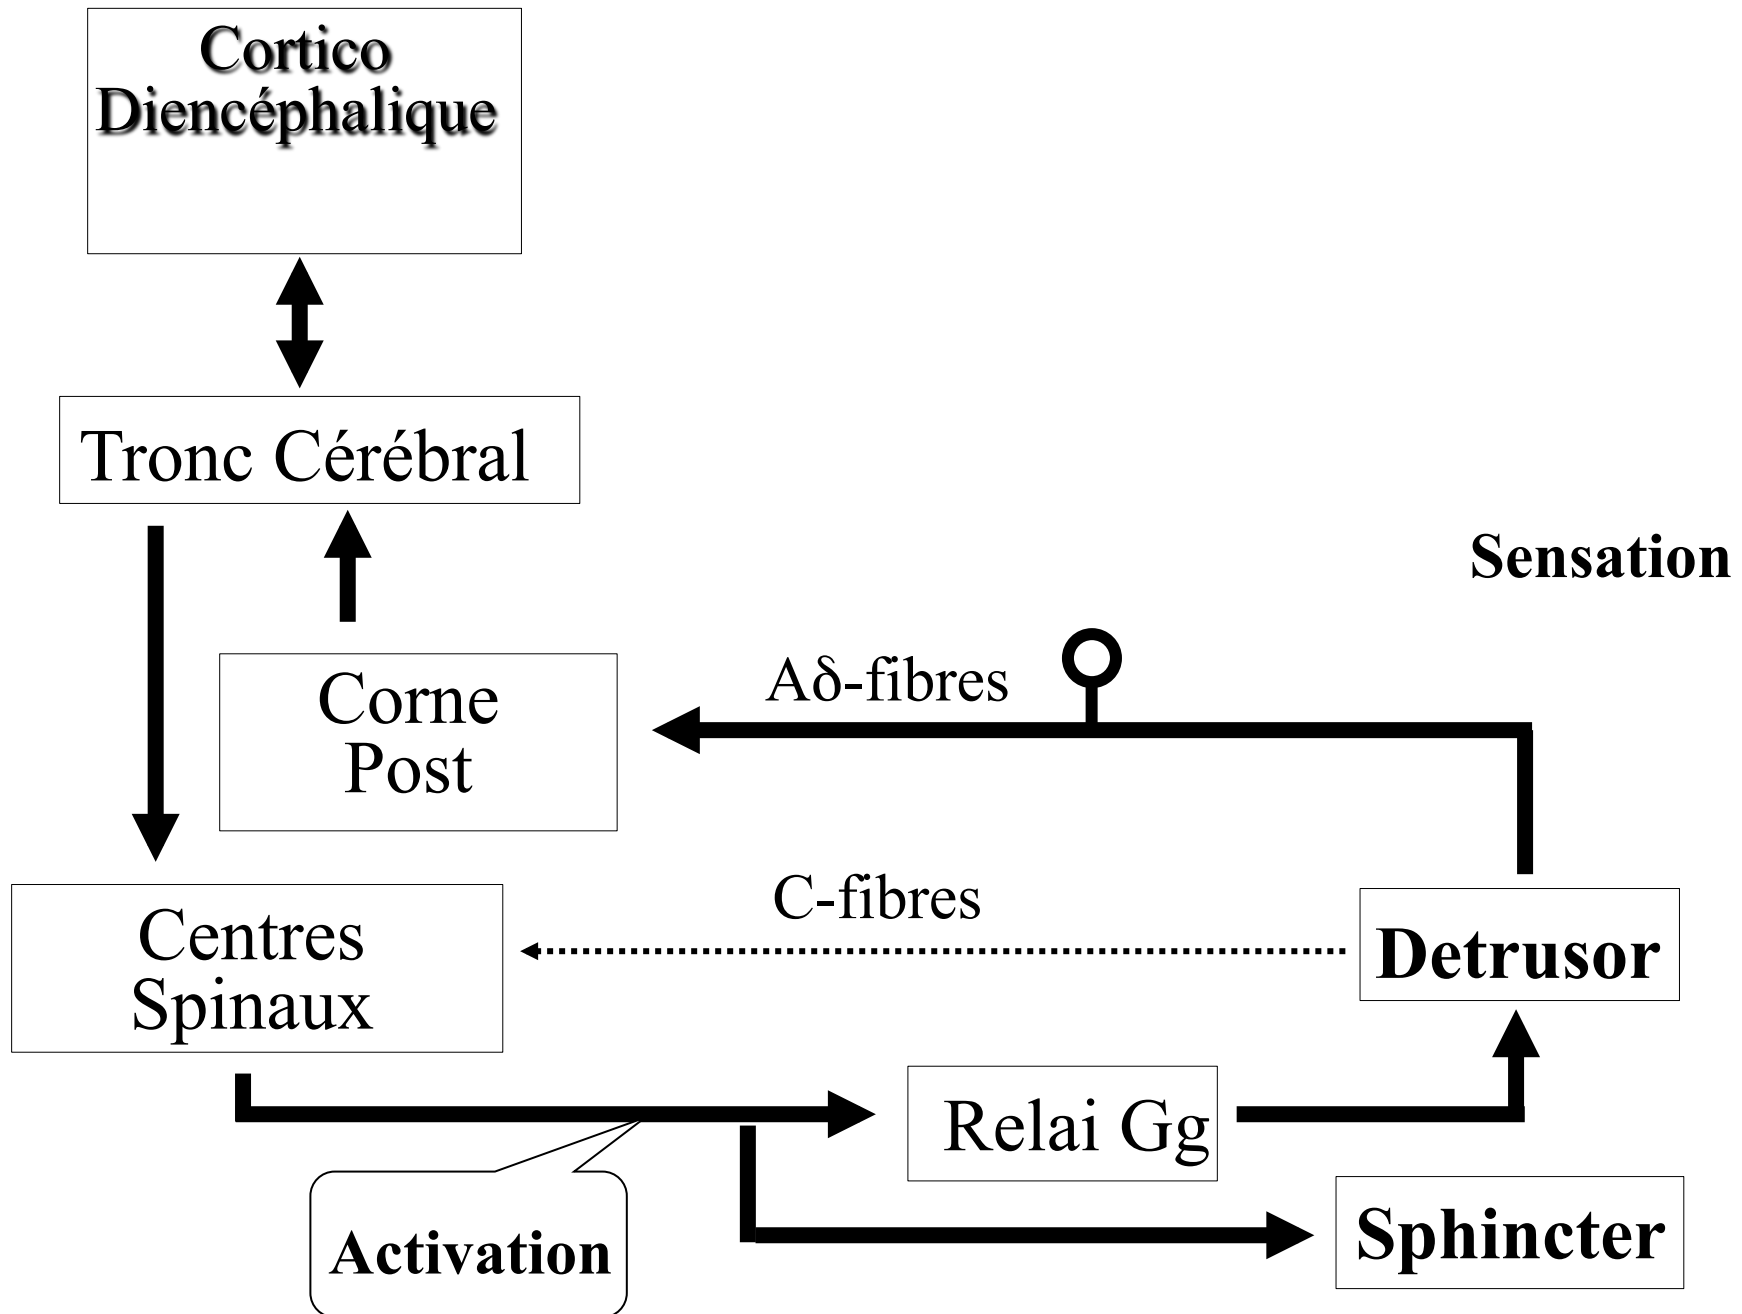 Cortico
Diencéphalique
Tronc Cérébral
Sensation
Aδ-fibres
Corne
Post
C-fibres
Centres
Spinaux
Detrusor
Relai Gg
Activation
Sphincter